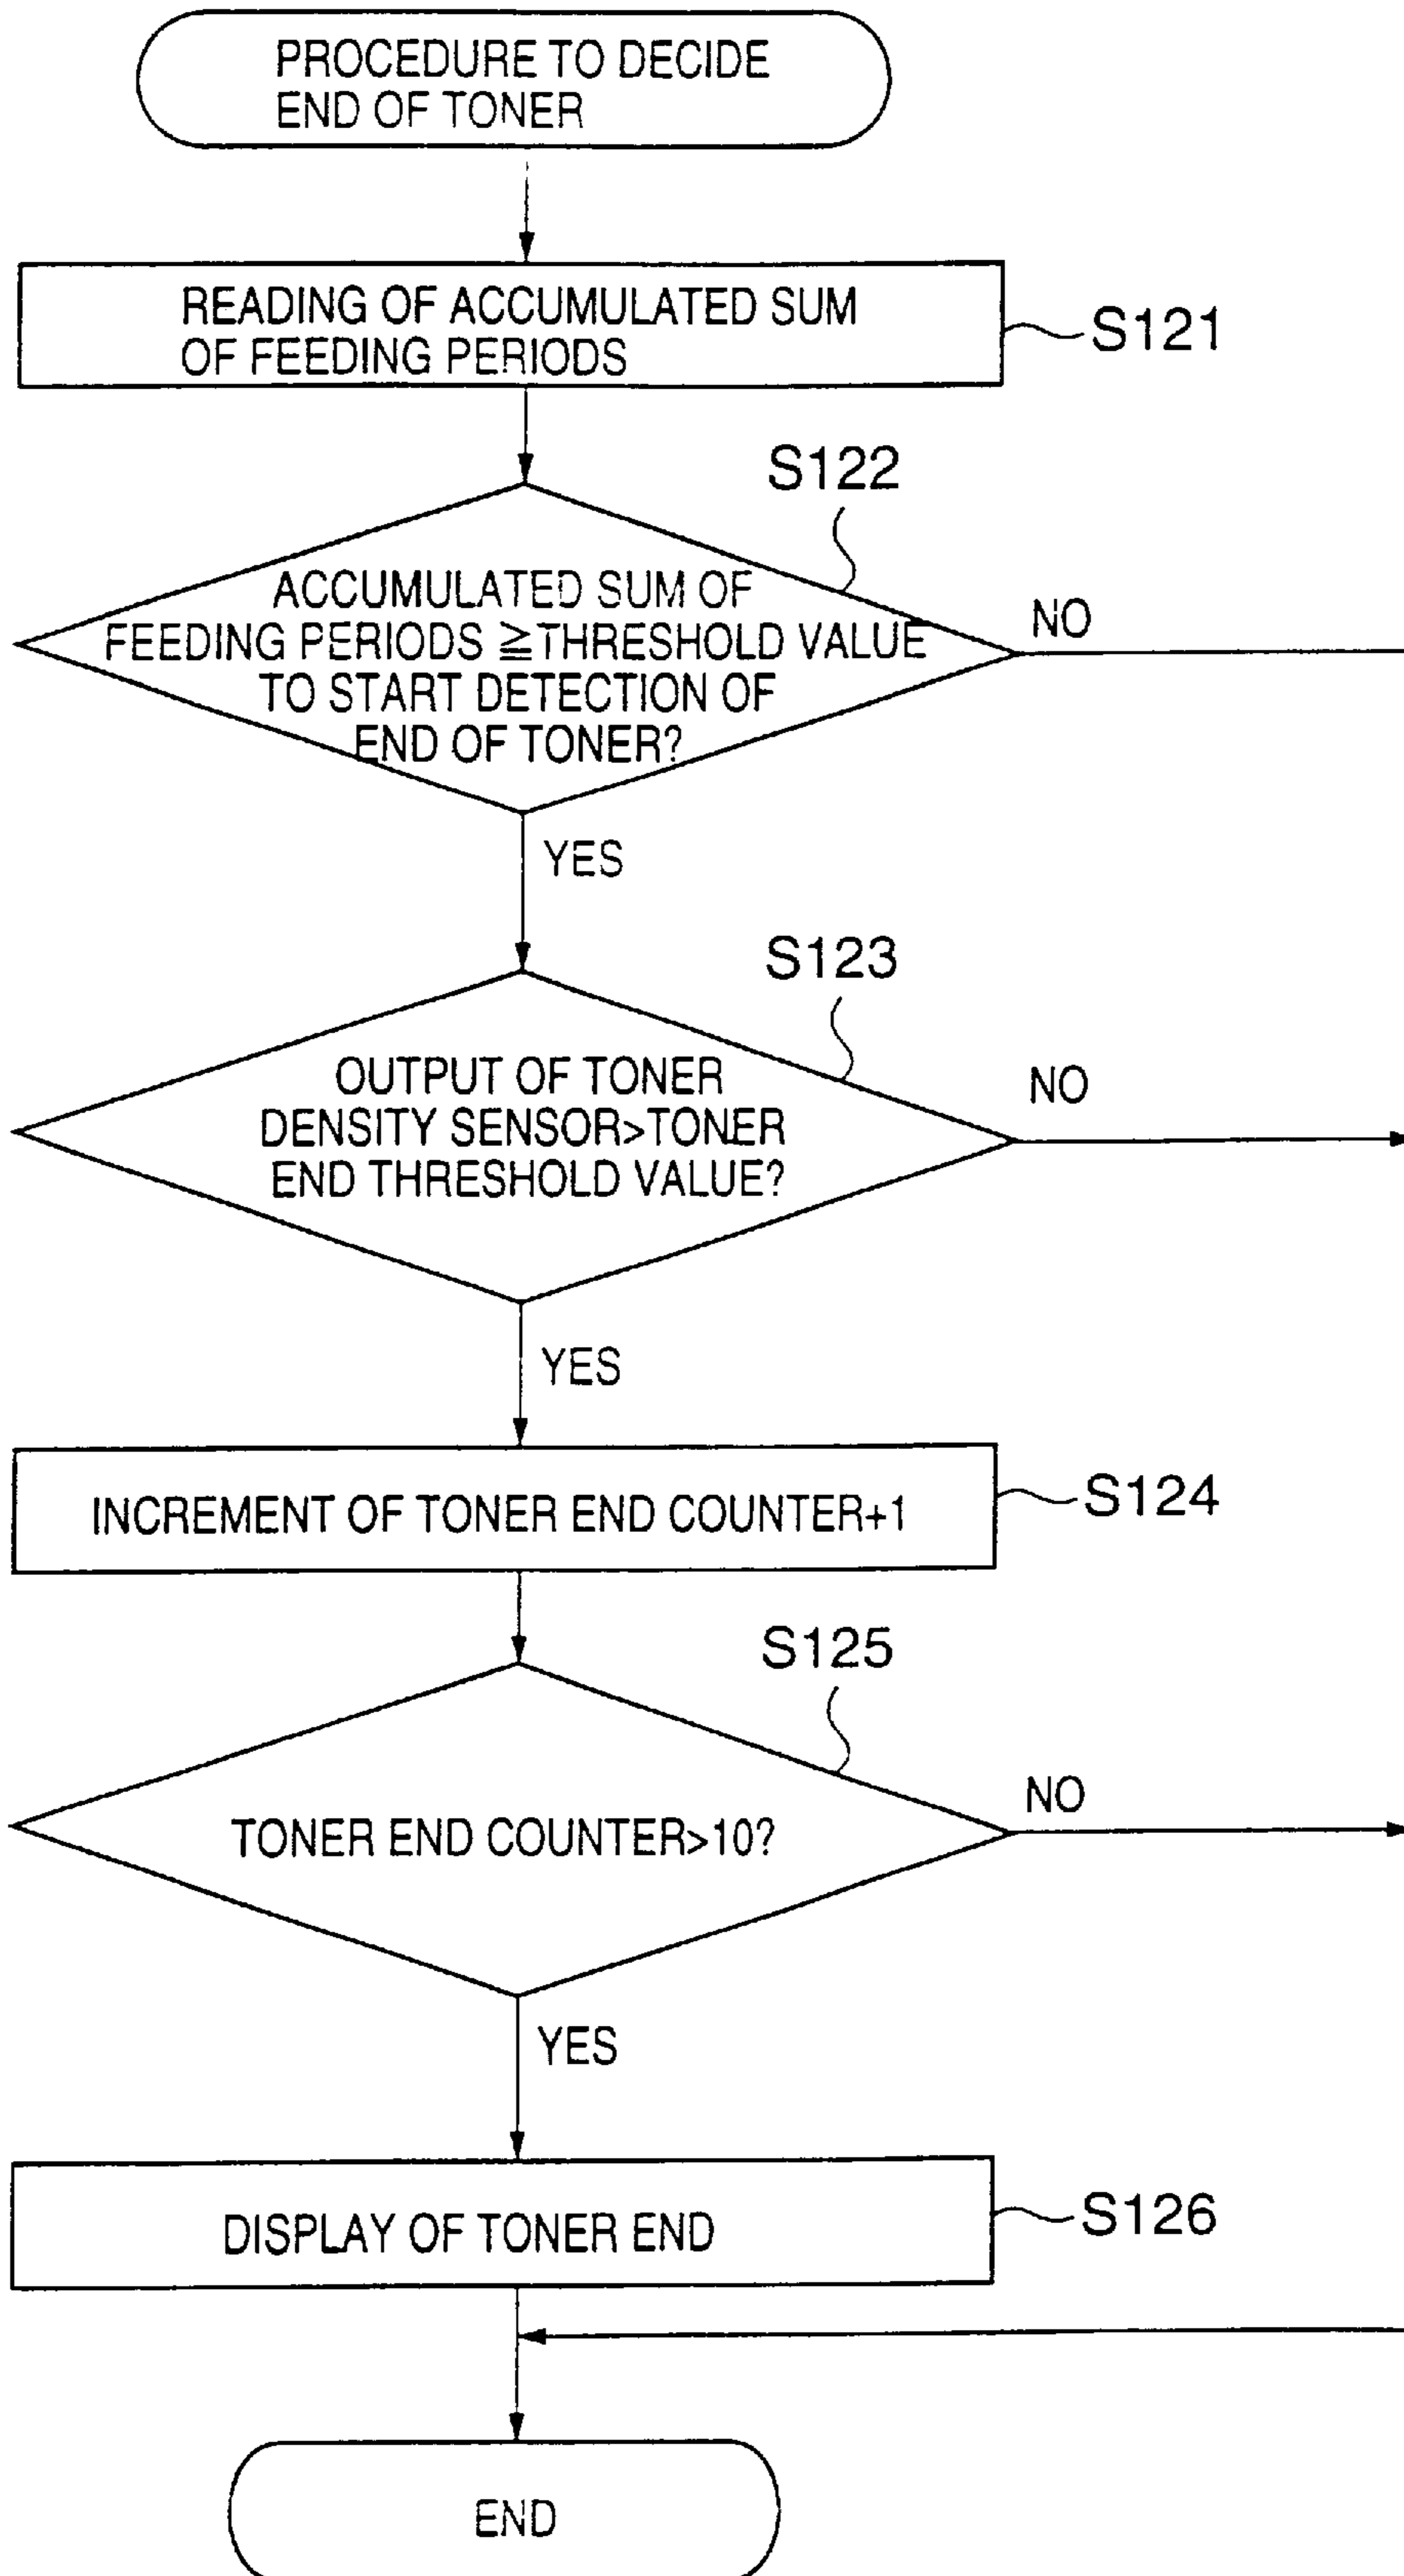 PROCEDURE TO DECIDE
END OF TONER
READING OF ACCUMULATED SUM
OF FEEDING PERIODS
S121
S122
ACCUMULATED SUM OF
FEEDING PERIODS ≧THRESHOLD VALUE
TO START DETECTION OF
END OF TONER?
NO
YES
S123
OUTPUT OF TONER
DENSITY SENSOR>TONER
END THRESHOLD VALUE?
NO
YES
INCREMENT OF TONER END COUNTER+1
S124
S125
TONER END COUNTER>10?
NO
YES
DISPLAY OF TONER END
S126
END